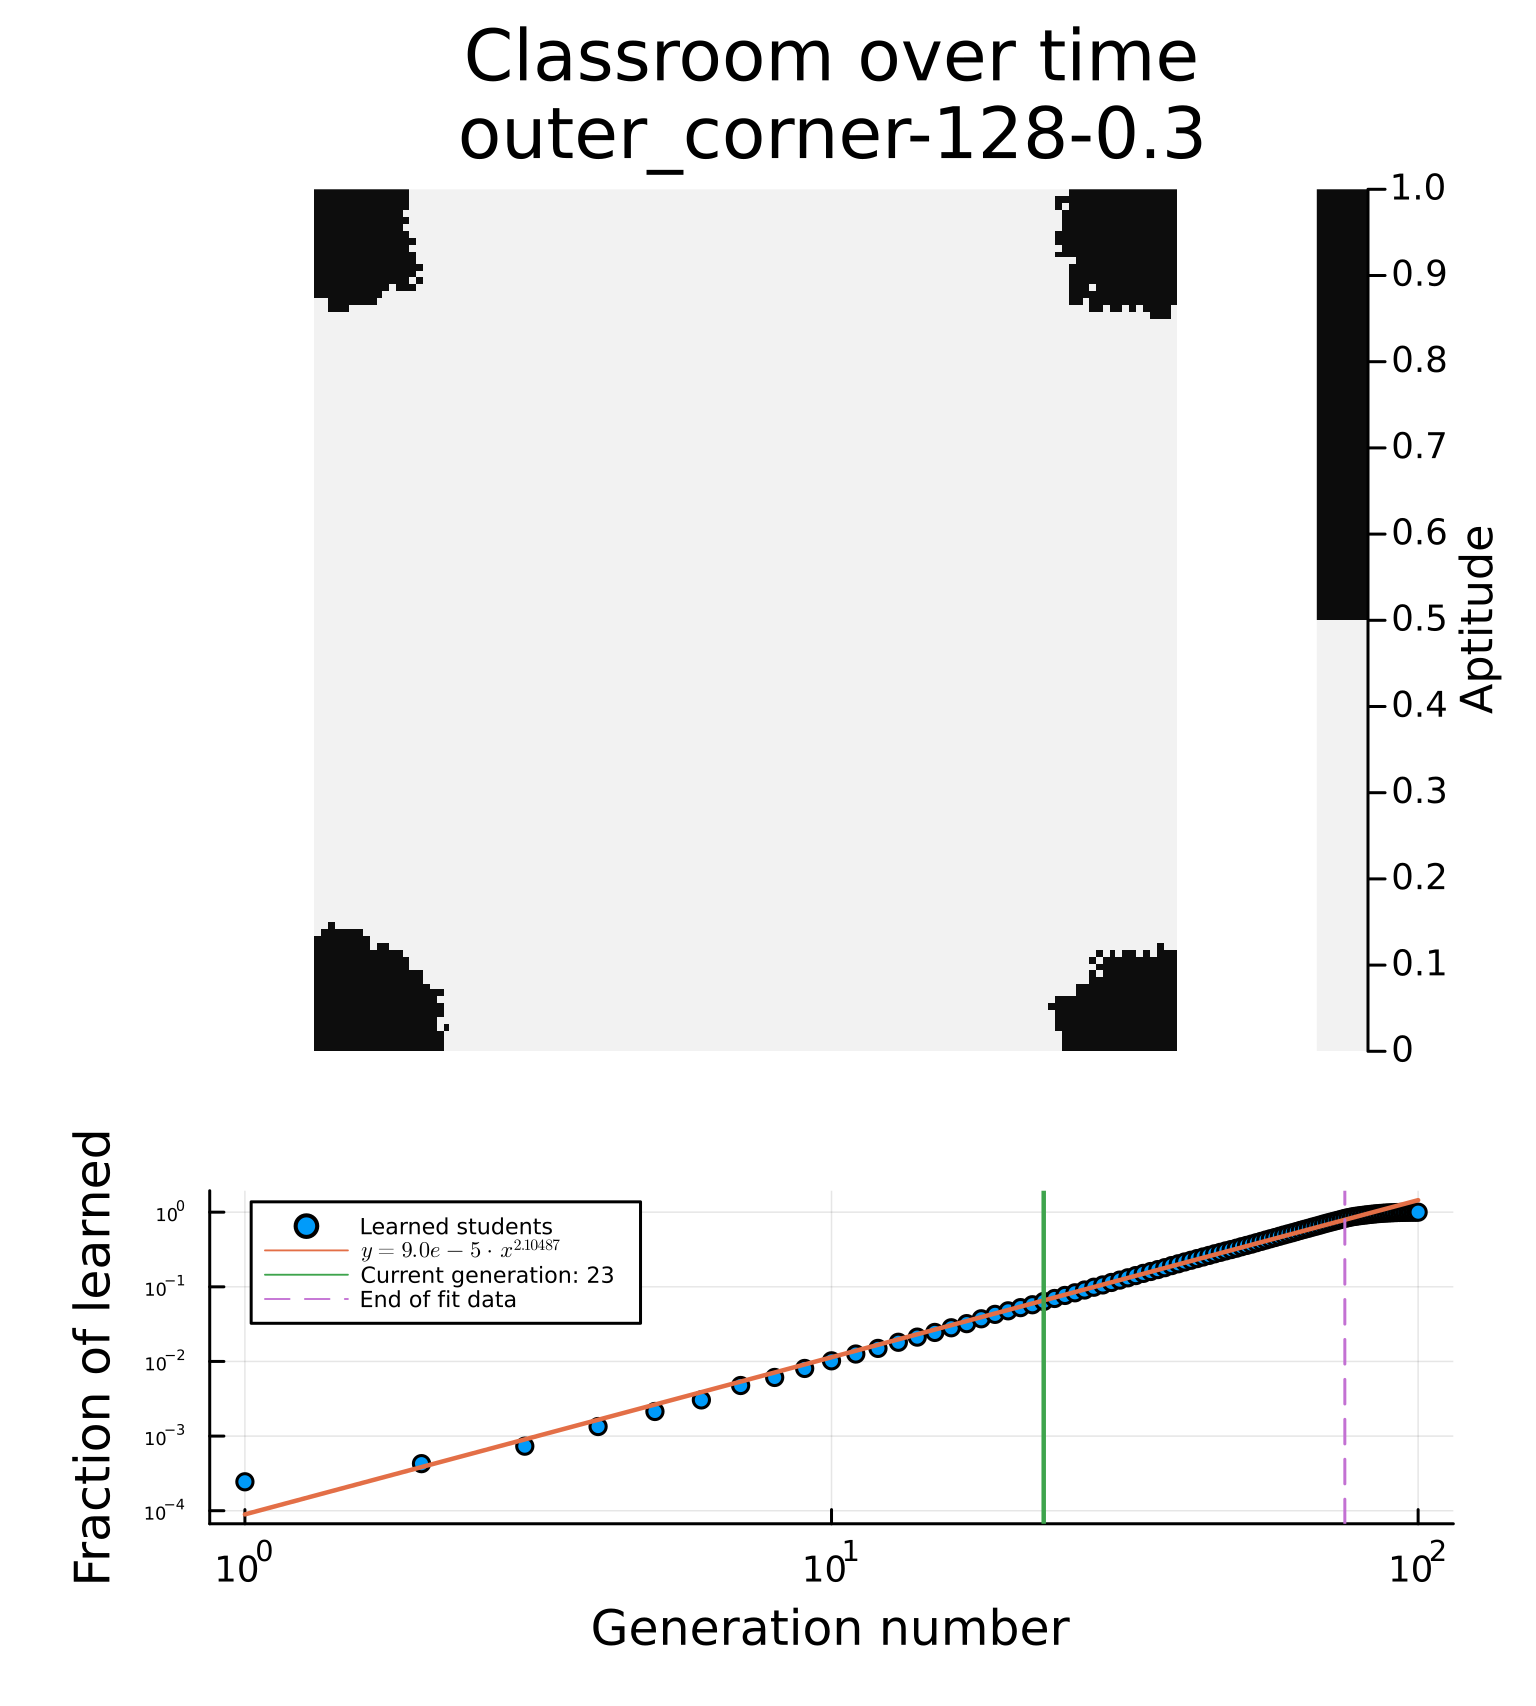 Classroom over time
outer_corner-128-0.3
1.0
0.9
0.8
0.7
0.6
0.5
0.4
0.3
0.2
0.1
0
Aptitude
Fraction of learned
10^0
10^-1
10^-2
10^-3
10^-4
Learned students
y = 9.0e − 5 · x^2.10487
Current generation: 23
End of fit data
10^0
10^1
10^2
Generation number